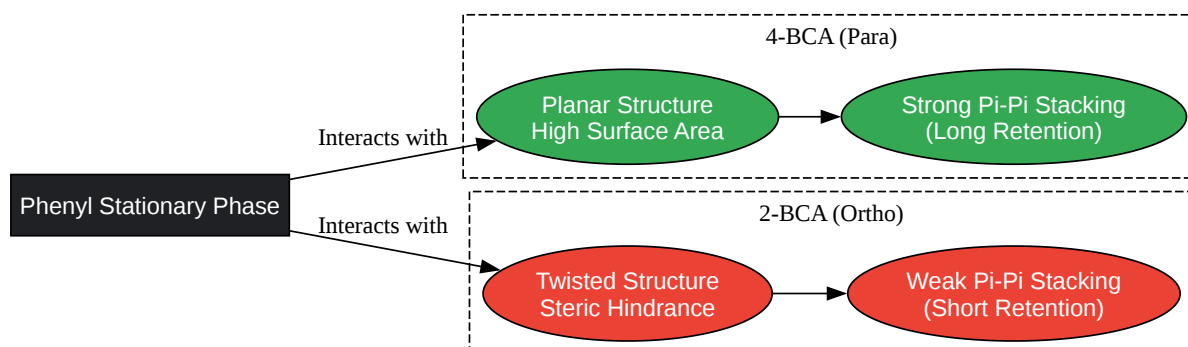 4-BCA (Para)
Planar Structure
High Surface Area
Strong Pi-Pi Stacking
(Long Retention)
Interacts with
Phenyl Stationary Phase
Interacts with
2-BCA (Ortho)
Twisted Structure
Steric Hindrance
Weak Pi-Pi Stacking
(Short Retention)